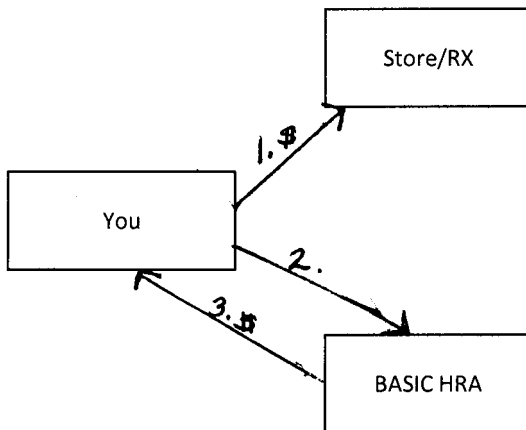 Store/RX
1. $
You
2.
3. $
BASIC HRA